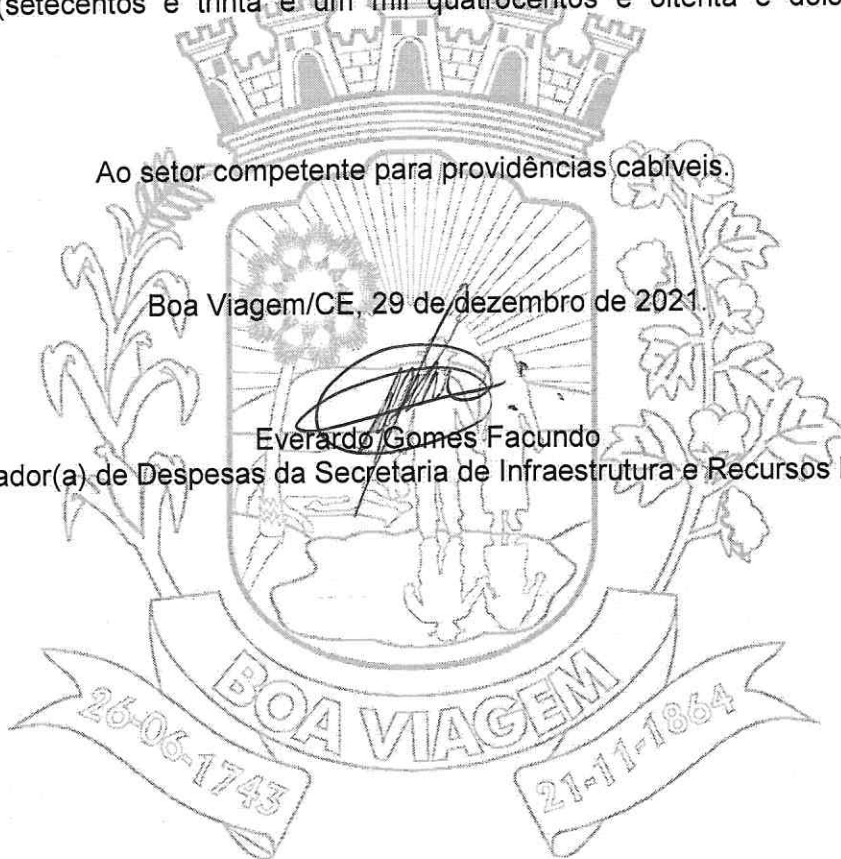 (setecentos e trinta e um mil quatrocentos e oitenta e dois
Ao setor competente para providências cabíveis.
Boa Viagem/CE, 29 de dezembro de 2021.
Everardo Gomes Facundo
ador(a) de Despesas da Secretaria de Infraestrutura e Recursos
BOA VIAGEM
26-06-1743
21-11-1864